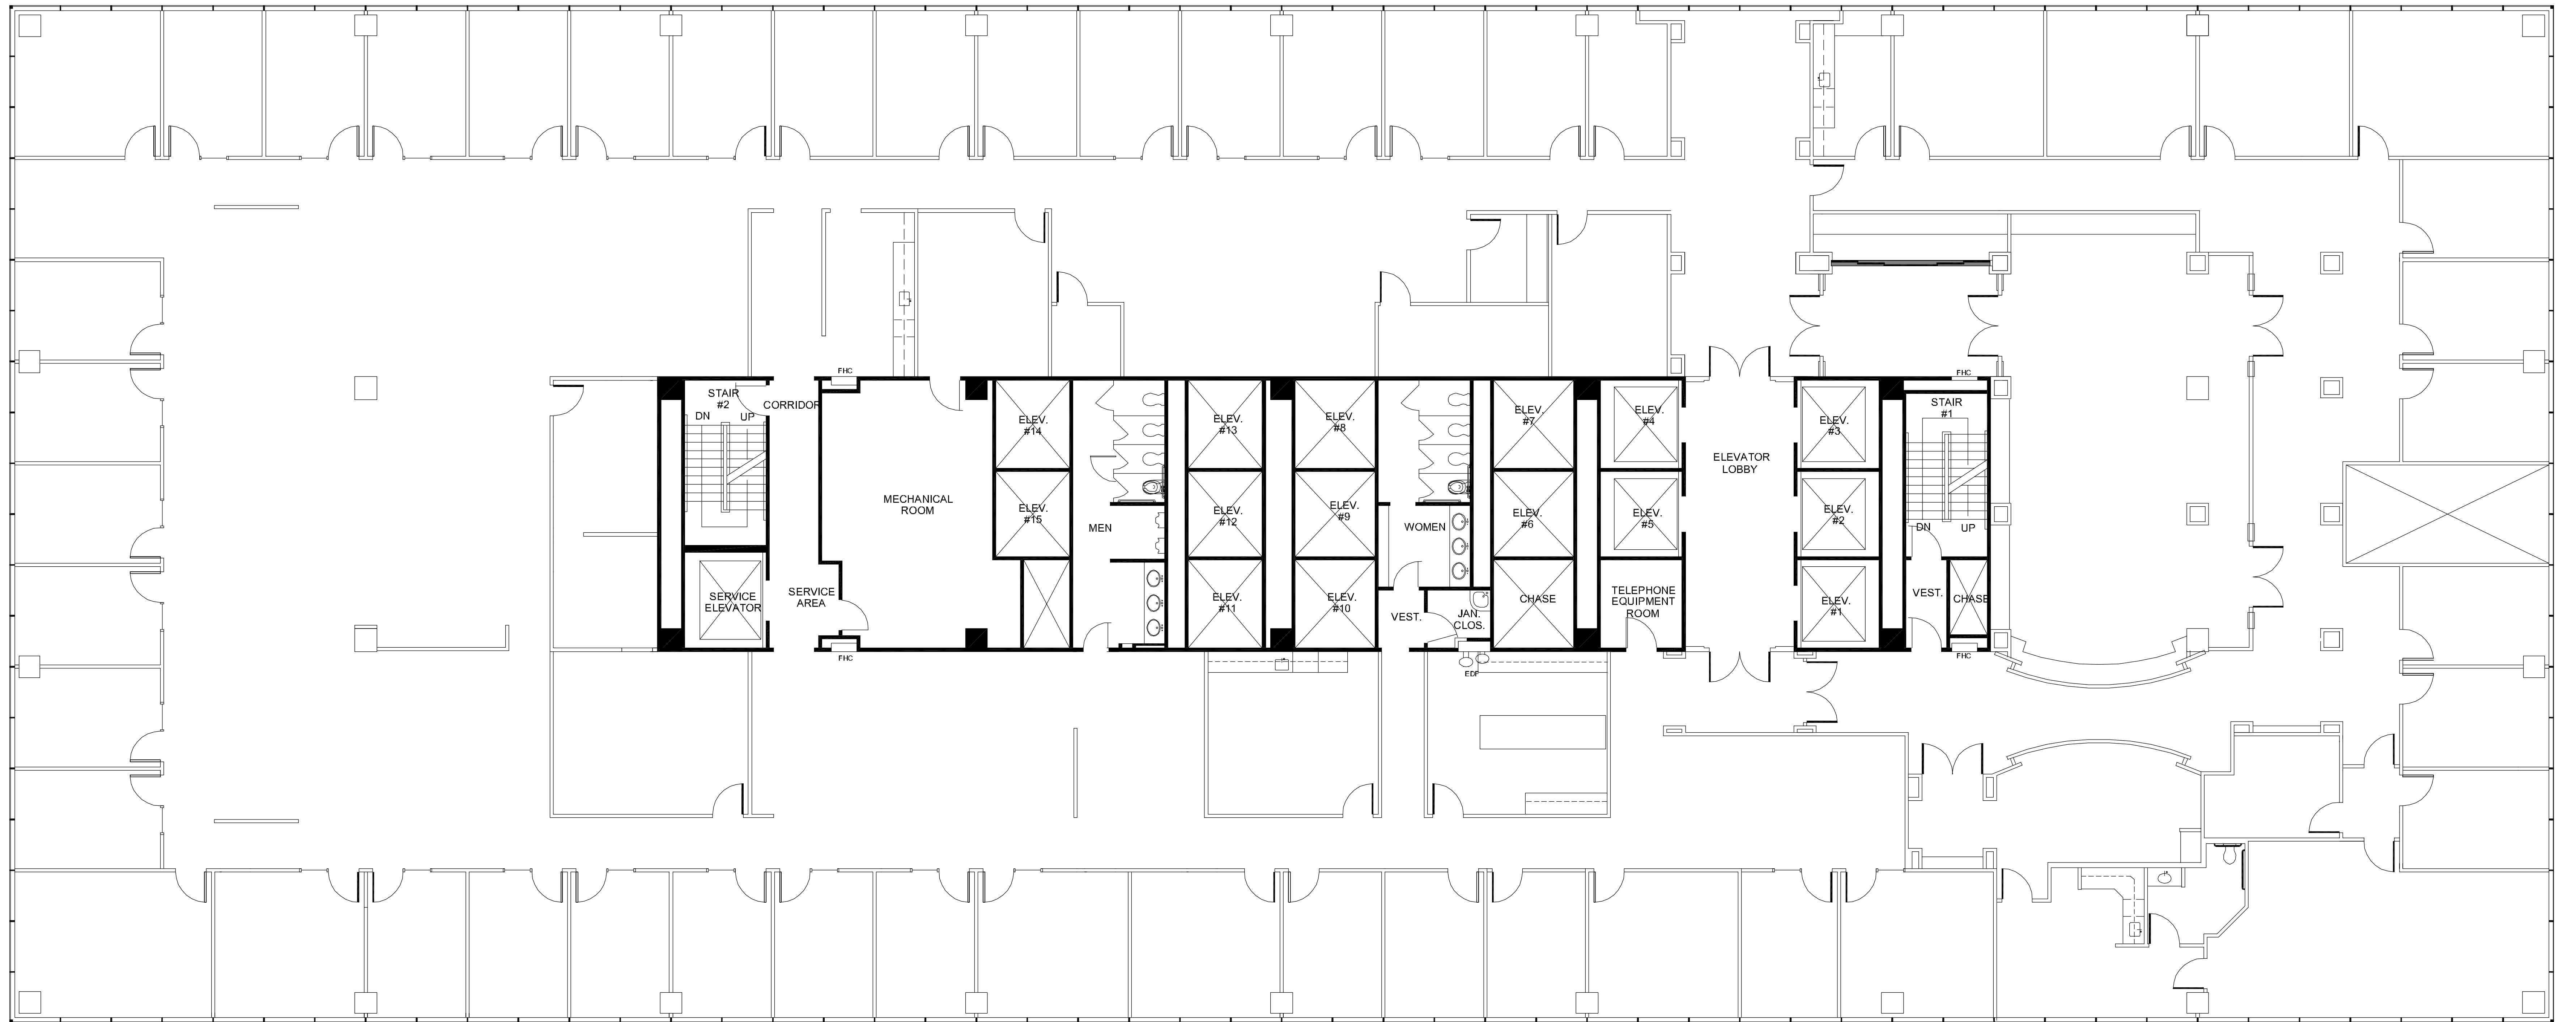 FHC
FHC
STAIR
#2
DN
UP
CORRIDOR
ELEV.
#14
ELEV.
#13
ELEV.
#8
ELEV.
#7
ELEV.
#4
ELEV.
#3
STAIR
#1
ELEVATOR
LOBBY
MECHANICAL
ROOM
ELEV.
#15
MEN
ELEV.
#12
ELEV.
#9
WOMEN
ELEV.
#6
ELEV.
#5
ELEV.
#2
DN
UP
SERVICE
ELEVATOR
SERVICE
AREA
ELEV.
#11
ELEV.
#10
VEST.
JAN.
CLOS.
CHASE
TELEPHONE
EQUIPMENT
ROOM
ELEV.
#1
VEST.
CHASE
FHC
FHC
EDF